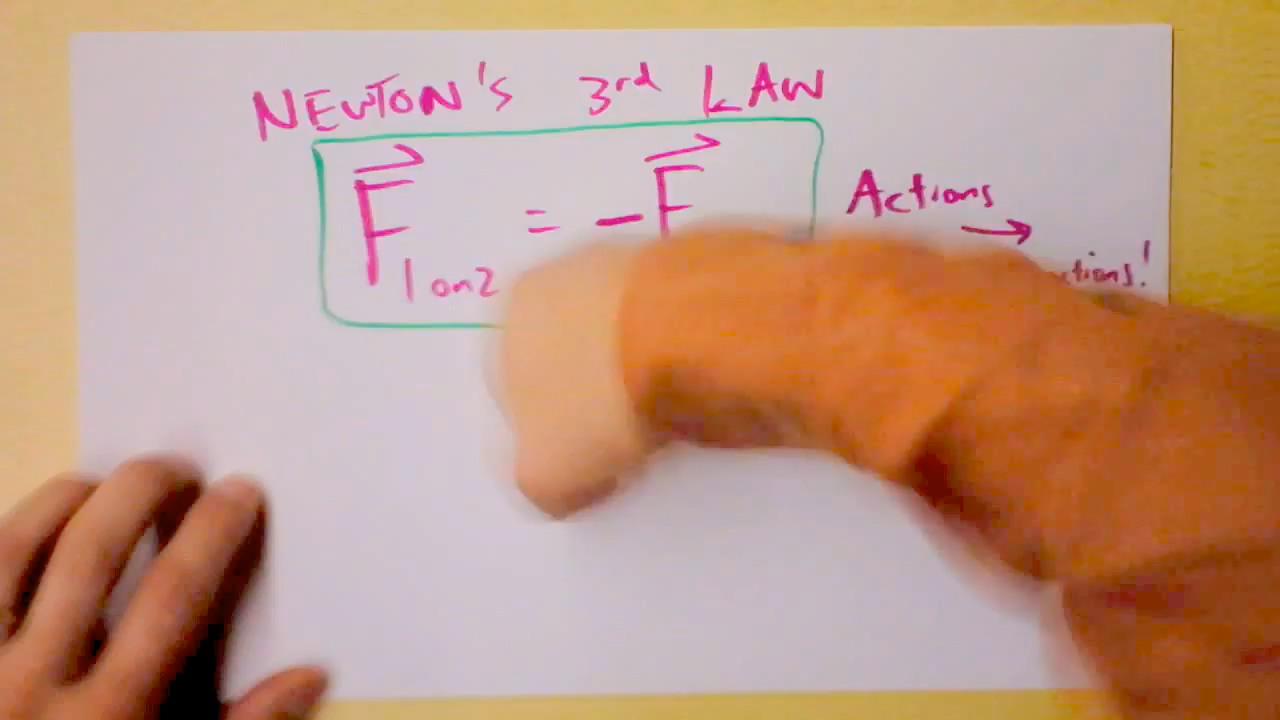 NEWTON'S 3rd LAW
F 1 on 2 = -F
Actions →